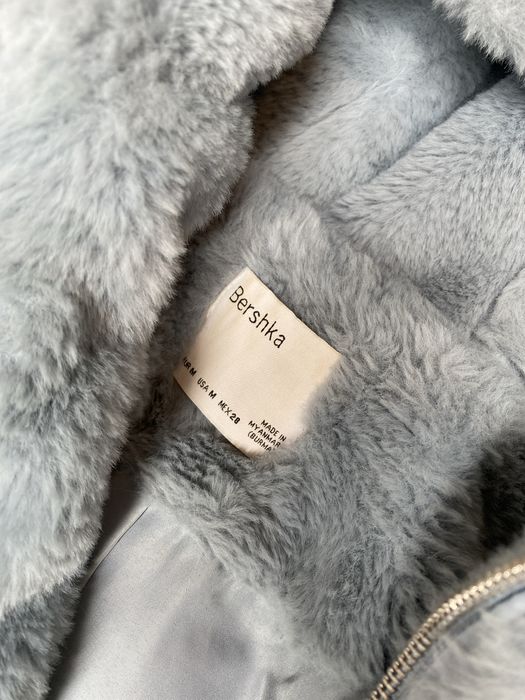 Bershka
EUR M USA M MEX 28
MADE IN
MYANMAR
(BURMA